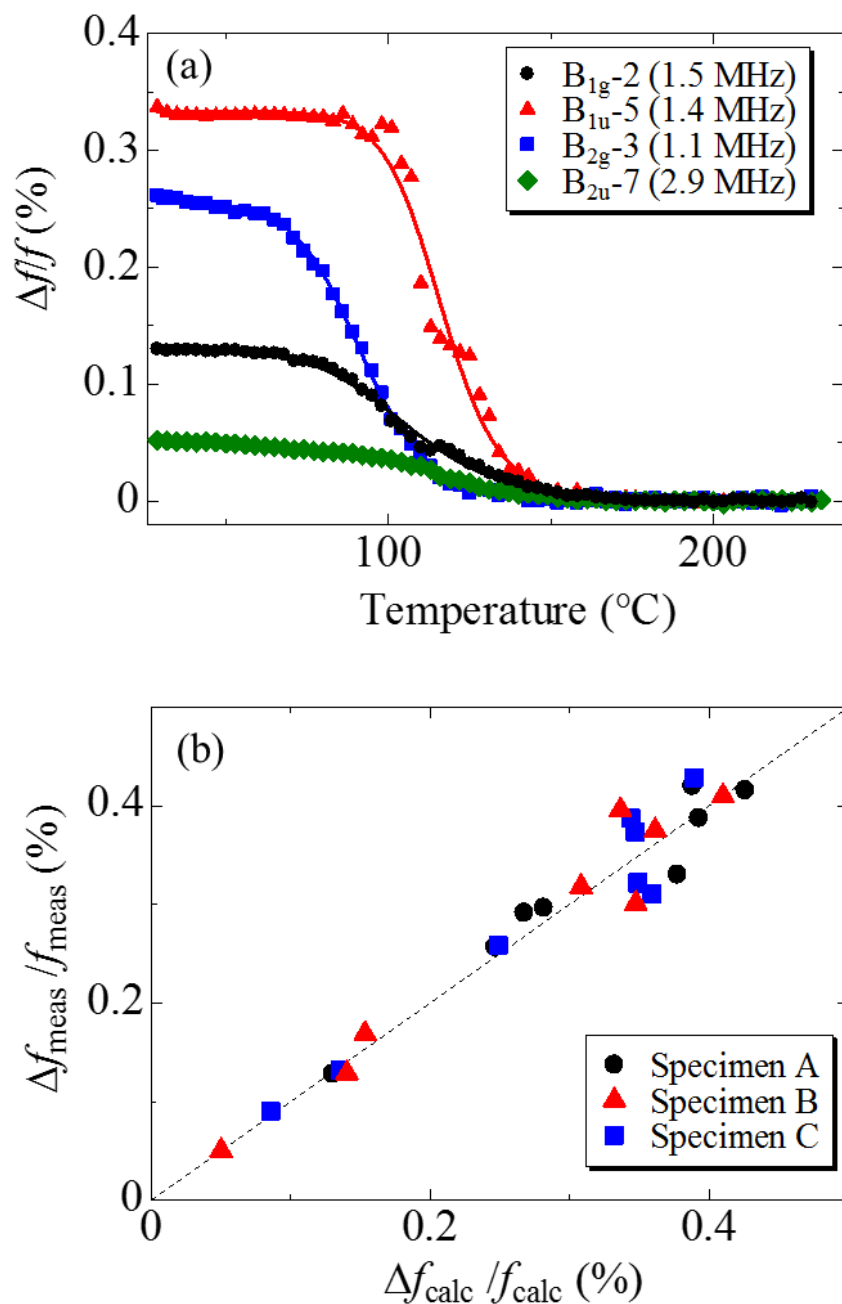 (a)
B1g-2 (1.5 MHz)
B1u-5 (1.4 MHz)
B2g-3 (1.1 MHz)
B2u-7 (2.9 MHz)
0.4
0.3
0.2
0.1
0
Δf/f (%)
100 200
Temperature (°C)
(b)
0.4
0.2
0
Δfmeas /fmeas (%)
Specimen A
Specimen B
Specimen C
0 0.2 0.4
Δfcalc /fcalc (%)